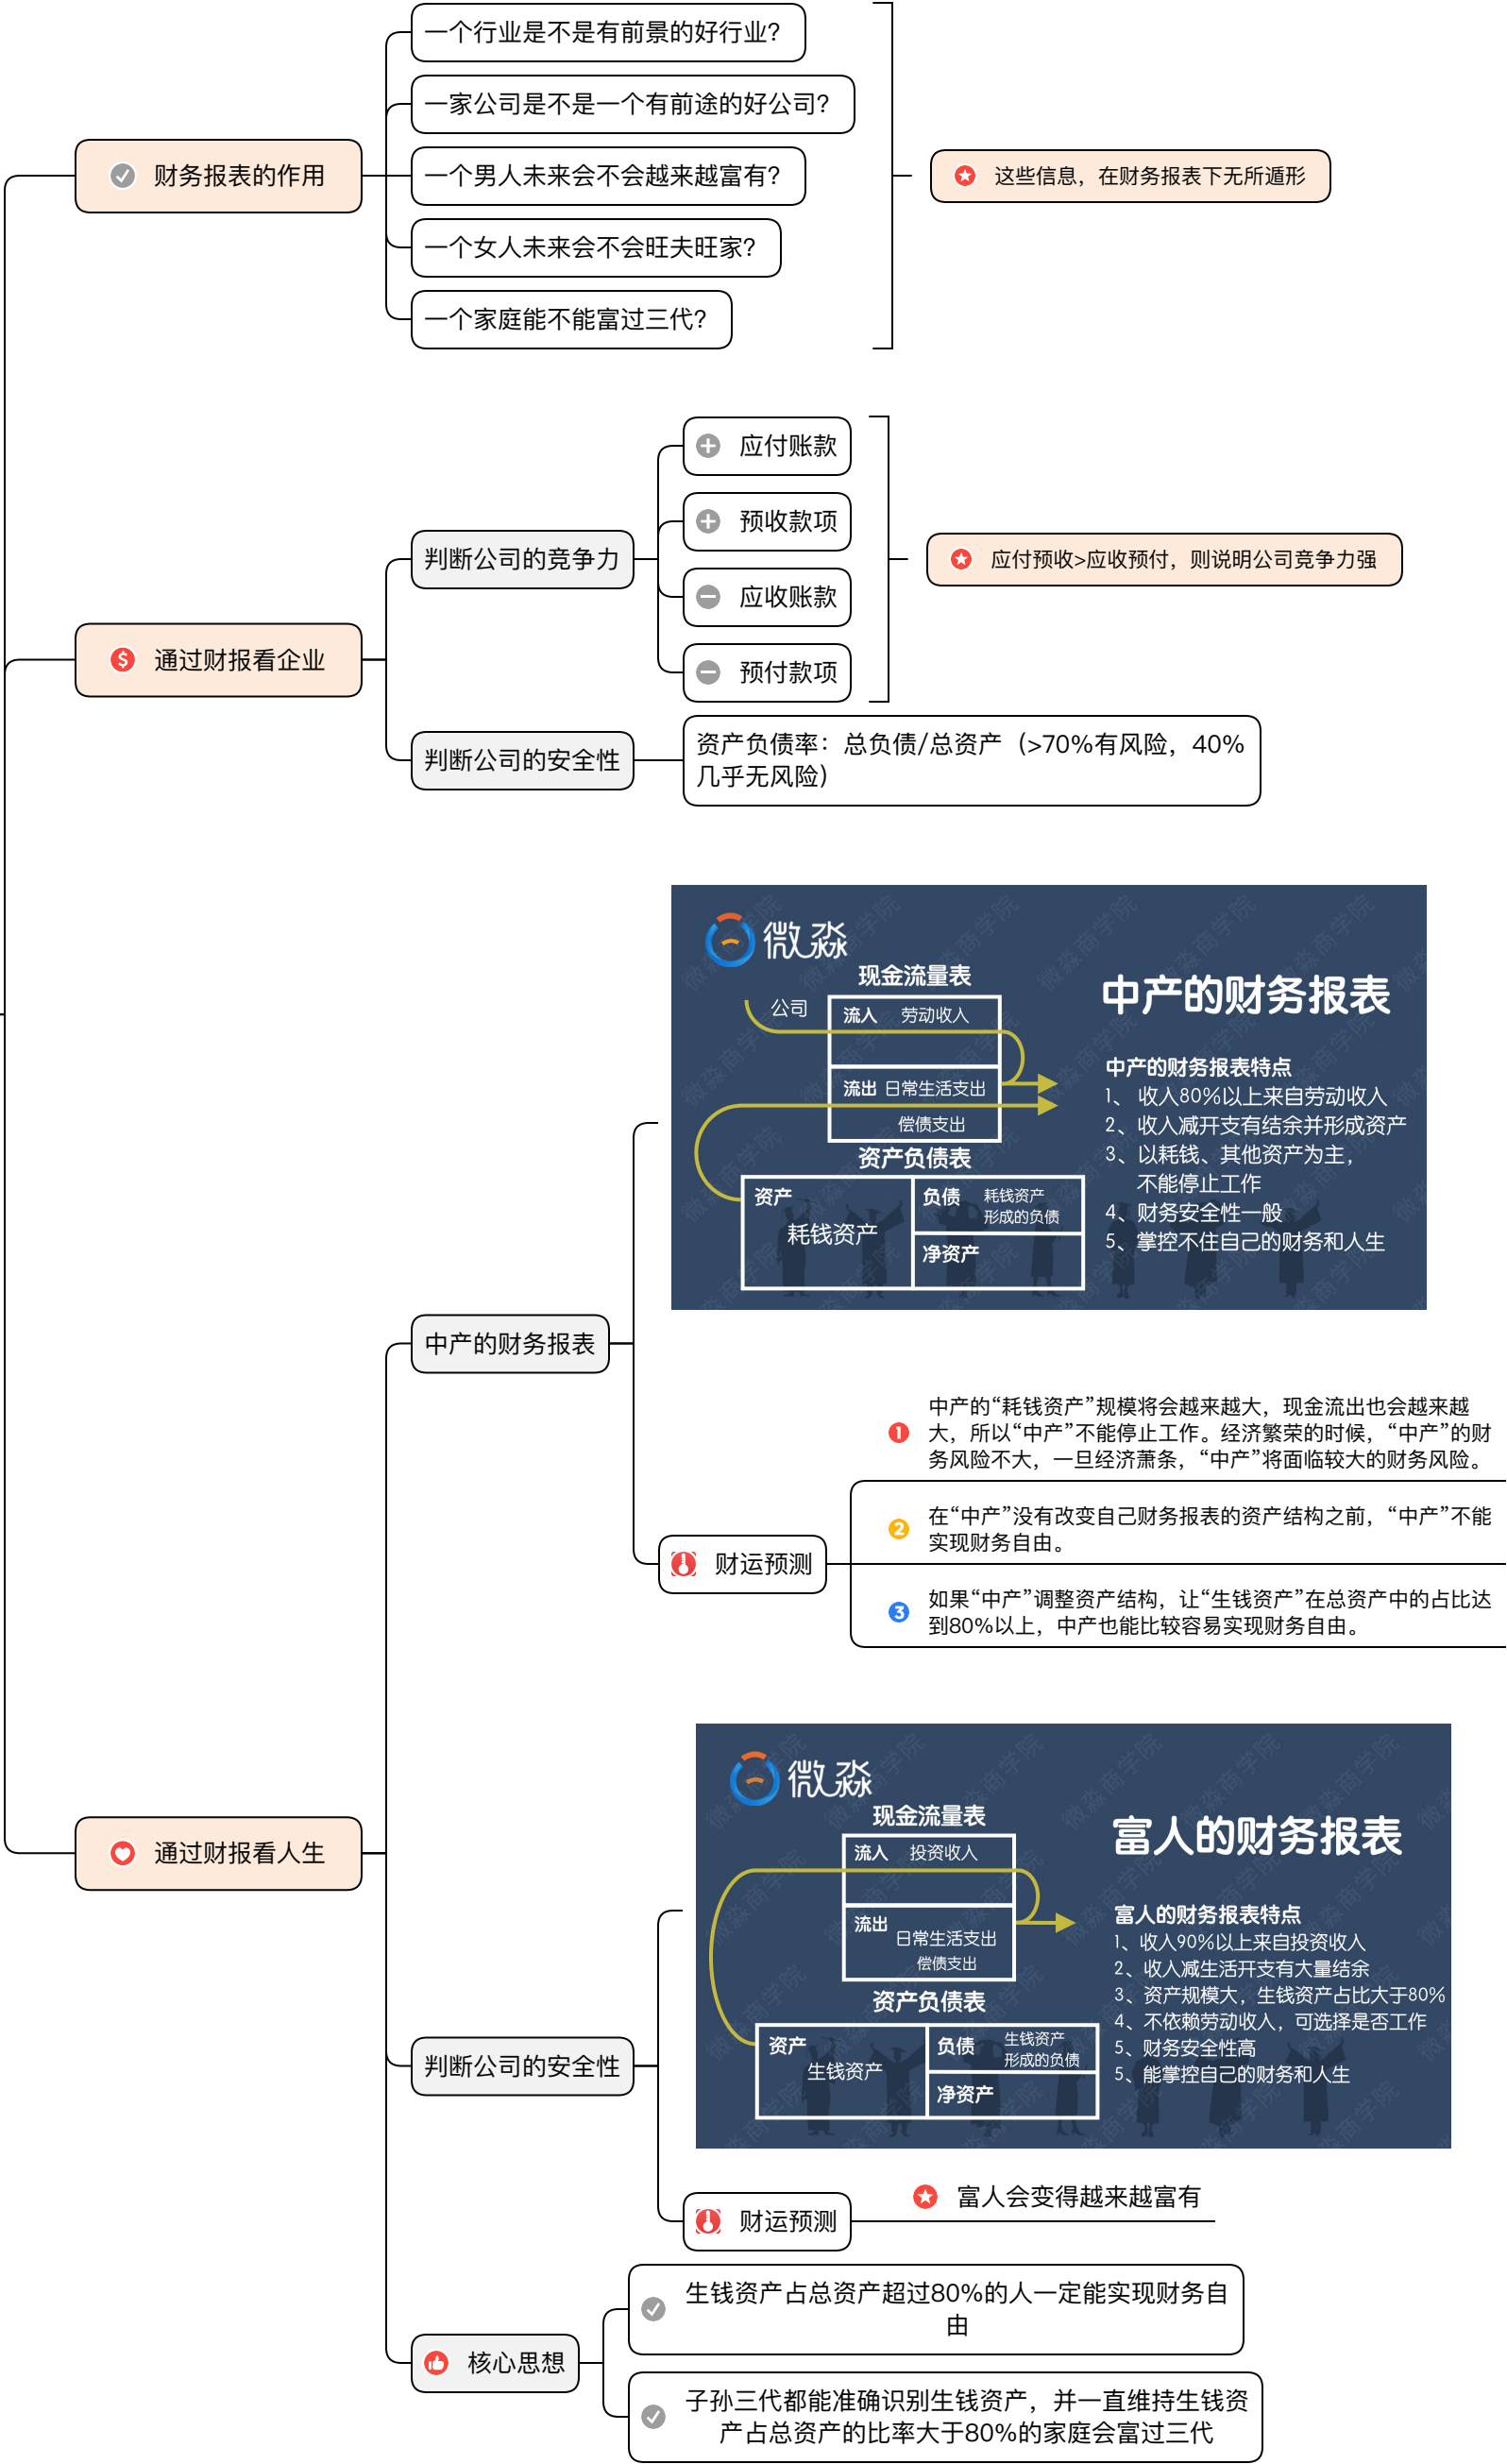 财务报表的作用
一个行业是不是有前景的好行业?
一家公司是不是一个有前途的好公司?
一个男人未来会不会越来越富有?
一个女人未来会不会旺夫旺家?
一个家庭能不能富过三代?
这些信息，在财务报表下无所遁形
通过财报看企业
判断公司的竞争力
应付账款
预收款项
应收账款
预付款项
应付预收>应收预付，则说明公司竞争力强
判断公司的安全性
资产负债率：总负债/总资产（>70%有风险，40%
几乎无风险）
通过财报看人生
中产的财务报表
微淼
现金流量表
公司
流入 劳动收入
流出 日常生活支出
偿债支出
资产负债表
资产
耗钱资产
负债
耗钱资产
形成的负债
净资产
中产的财务报表
中产的财务报表特点
1、 收入80%以上来自劳动收入
2、收入减开支有结余并形成资产
3、以耗钱、其他资产为主，
不能停止工作
4、财务安全性一般
5、掌控不住自己的财务和人生
微淼商学院
财运预测
1
中产的“耗钱资产”规模将会越来越大，现金流出也会越来越
大，所以“中产”不能停止工作。经济繁荣的时候，“中产”的财
务风险不大，一旦经济萧条，“中产”将面临较大的财务风险。
2
在“中产”没有改变自己财务报表的资产结构之前，“中产”不能
实现财务自由。
3
如果“中产”调整资产结构，让“生钱资产”在总资产中的占比达
到80%以上，中产也能比较容易实现财务自由。
判断公司的安全性
微淼
现金流量表
流入 投资收入
流出
日常生活支出
偿债支出
资产负债表
资产
生钱资产
负债
生钱资产
形成的负债
净资产
富人的财务报表
富人的财务报表特点
1、收入90%以上来自投资收入
2、收入减生活开支有大量结余
3、资产规模大，生钱资产占比大于80%
4、不依赖劳动收入，可选择是否工作
5、财务安全性高
5、能掌控自己的财务和人生
微淼商学院
财运预测
富人会变得越来越富有
核心思想
生钱资产占总资产超过80%的人一定能实现财务自
由
子孙三代都能准确识别生钱资产，并一直维持生钱资
产占总资产的比率大于80%的家庭会富过三代